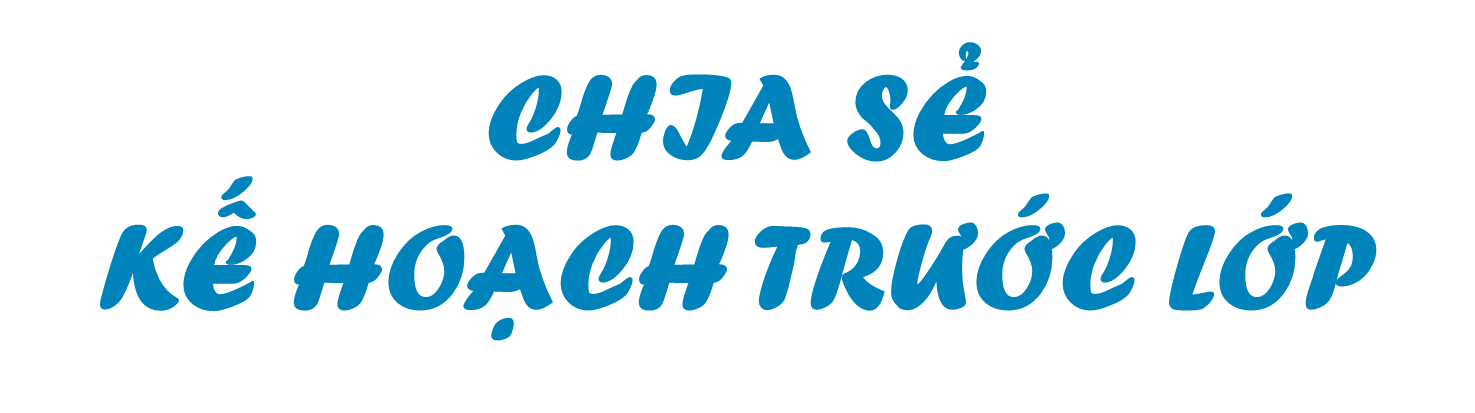 CHIA SẺ
KẾ HOẠCH TRƯỚC LỚP